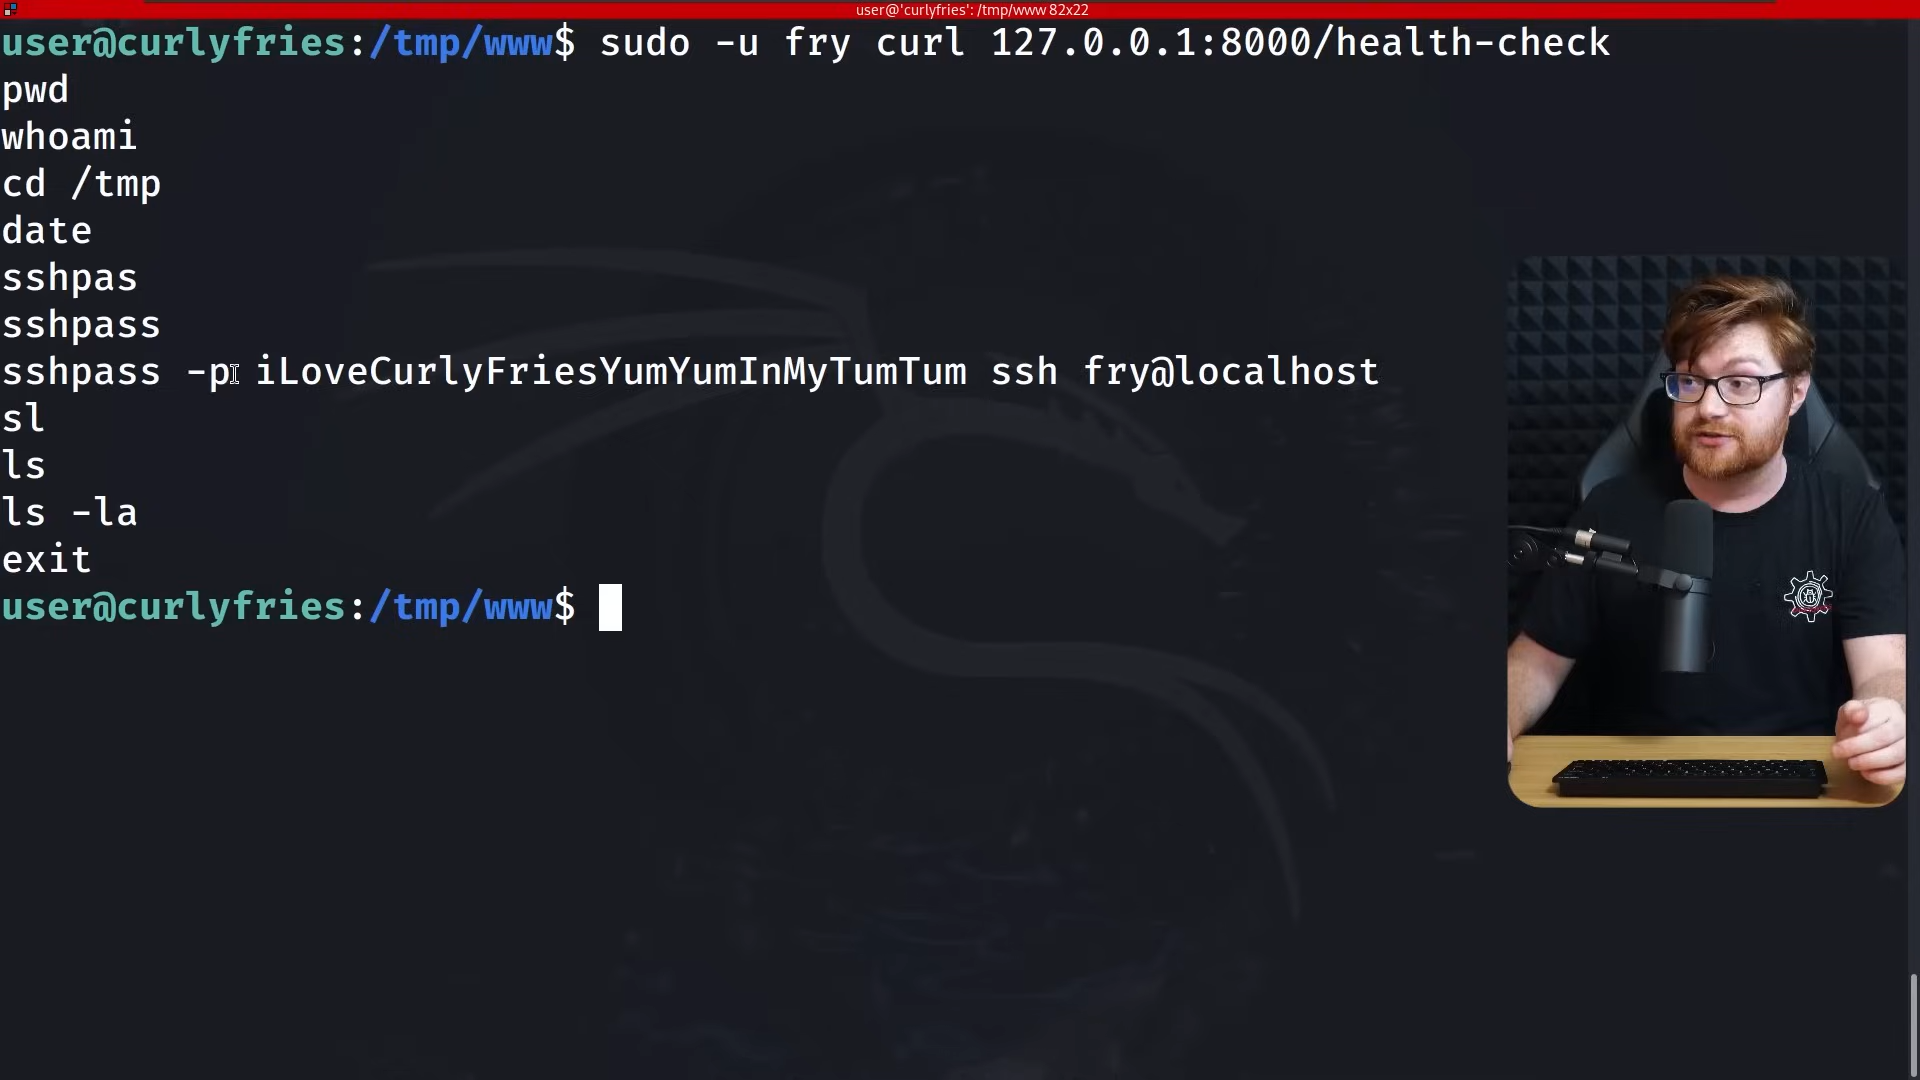 user@'curlyfries': /tmp/www 82x22
user@curlyfries:/tmp/www$ sudo -u fry curl 127.0.0.1:8000/health-check
pwd
whoami
cd /tmp
date
sshpas
sshpass
sshpass -p iLoveCurlyFriesYumYumInMyTumTum ssh fry@localhost
sl
ls
ls -la
exit
user@curlyfries:/tmp/www$